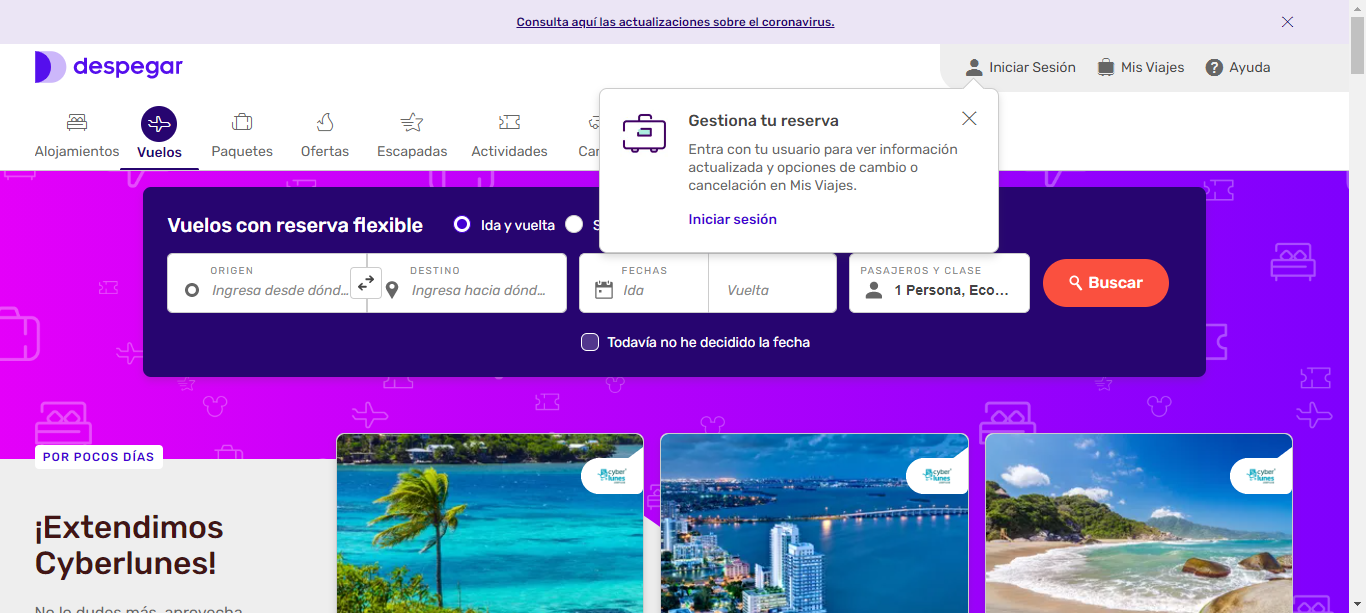 Consulta aquí las actualizaciones sobre el coronavirus.
despegar
Iniciar Sesión
Mis Viajes
Ayuda
Alojamientos
Vuelos
Paquetes
Ofertas
Escapadas
Actividades
Gestiona tu reserva
Entra con tu usuario para ver información
actualizada y opciones de cambio o
cancelación en Mis Viajes.
Iniciar sesión
Vuelos con reserva flexible
Ida y vuelta
ORIGEN
Ingresa desde dónd...
DESTINO
Ingresa hacia dónd...
FECHAS
Ida
Vuelta
PASAJEROS Y CLASE
1 Persona, Eco...
Buscar
Todavía no he decidido la fecha
POR POCOS DÍAS
cyber
lunes
cyber
lunes
cyber
lunes
¡Extendimos
Cyberlunes!
No lo dudes más, aprovecha